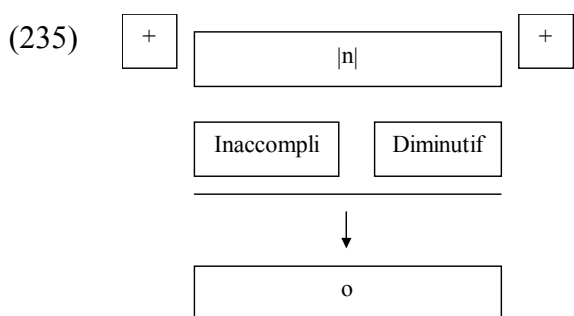 (235) + |n| +
Inaccompli Diminutif
o